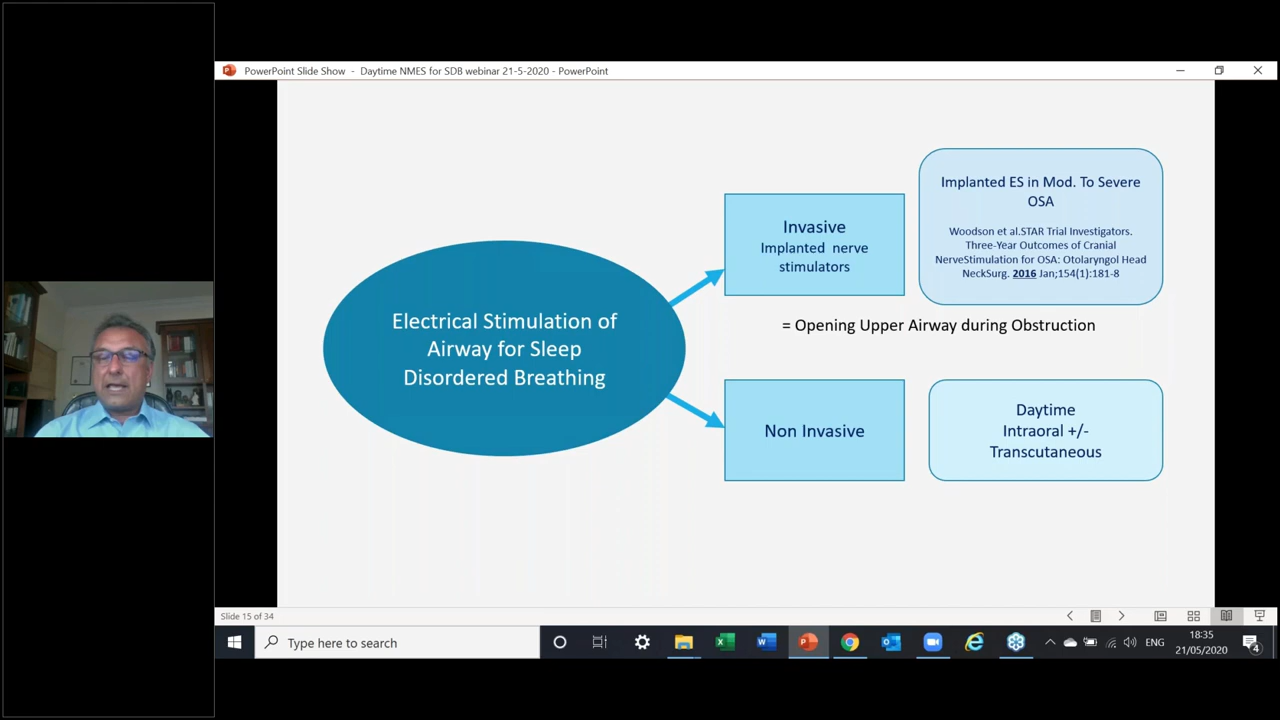 PowerPoint Slide Show - Daytime NMES for SDB webinar 21-5-2020 - PowerPoint
Electrical Stimulation of
Airway for Sleep
Disordered Breathing
Invasive
Implanted nerve
stimulators
Implanted ES in Mod. To Severe
OSA
Woodson et al.STAR Trial Investigators.
Three-Year Outcomes of Cranial
NerveStimulation for OSA: Otolaryngol Head
NeckSurg. 2016 Jan;154(1):181-8
= Opening Upper Airway during Obstruction
Non Invasive
Daytime
Intraoral +/-
Transcutaneous
Slide 15 of 34
Type here to search
ENG
18:35
21/05/2020
4